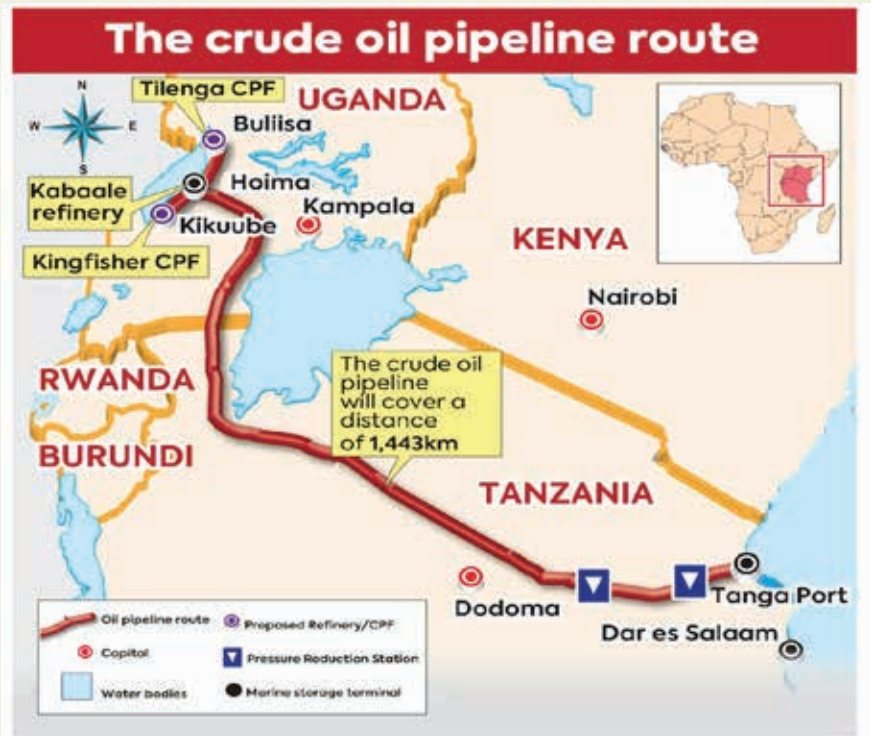 The crude oil pipeline route
N
W
E
S
Tilenga CPF
UGANDA
Buliisa
Kabaale
refinery
Hoima
Kampala
Kikuube
Kingfisher CPF
KENYA
Nairobi
RWANDA
The crude oil
pipeline
will cover a
distance
of 1,443km
BURUNDI
TANZANIA
Dodoma
Tanga Port
Dar es Salaam
Oil pipeline route
Proposed Refinery/CPF
Capital
Pressure Reduction Station
Water bodies
Marine storage terminal